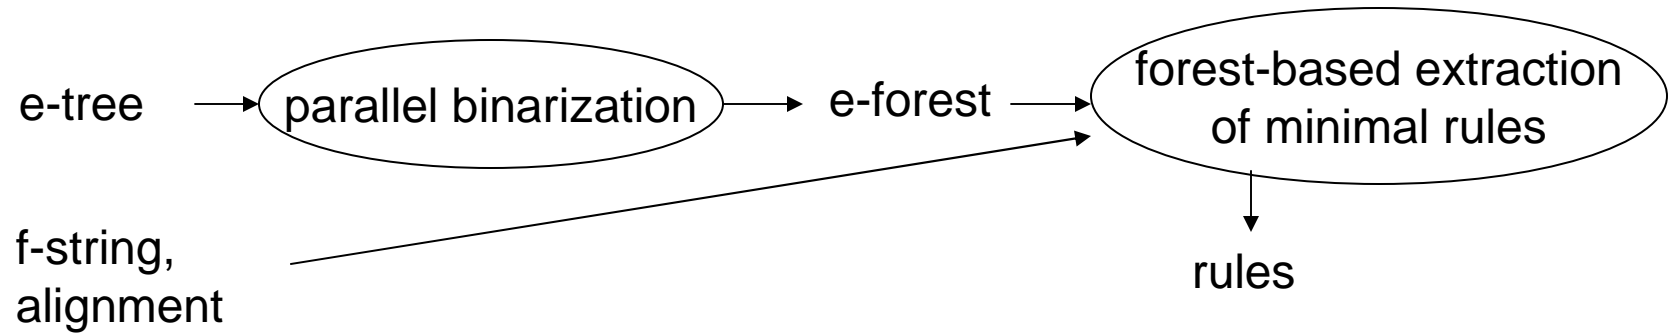 e-tree
parallel binarization
e-forest
forest-based extraction
of minimal rules
f-string,
alignment
rules